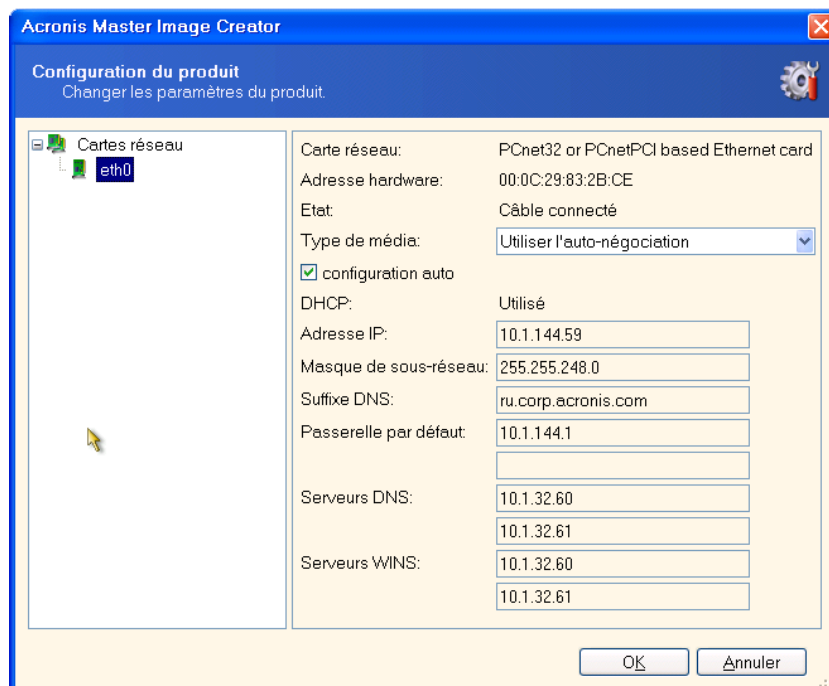 Acronis Master Image Creator
Configuration du produit
Changer les paramètres du produit.
Cartes réseau
eth0
Carte réseau: PCnet32 or PCnetPCI based Ethernet card
Adresse hardware: 00:0C:29:83:2B:CE
Etat: Câble connecté
Type de média: Utiliser l'auto-négociation
configuration auto
DHCP: Utilisé
Adresse IP: 10.1.144.59
Masque de sous-réseau: 255.255.248.0
Suffixe DNS: ru.corp.acronis.com
Passerelle par défaut: 10.1.144.1
Serveurs DNS: 10.1.32.60
10.1.32.61
Serveurs WINS: 10.1.32.60
10.1.32.61
OK Annuler